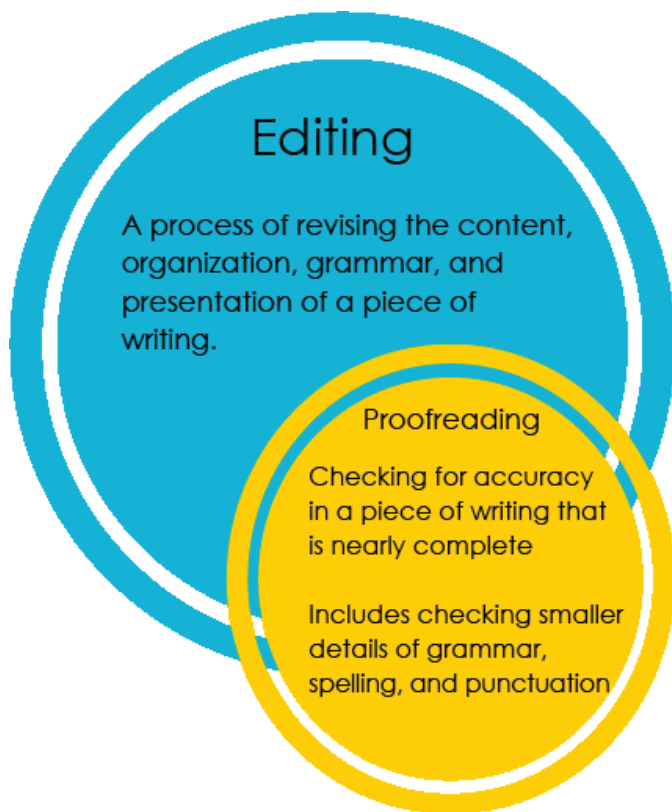 Editing
A process of revising the content,
organization, grammar, and
presentation of a piece of
writing.
Proofreading
Checking for accuracy
in a piece of writing that
is nearly complete
Includes checking smaller
details of grammar,
spelling, and punctuation